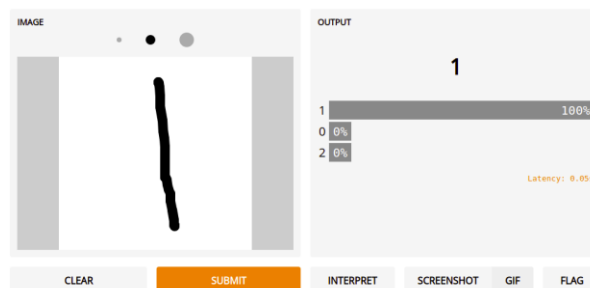 IMAGE
OUTPUT
1
1 100%
0 0%
2 0%
Latency: 0.05
CLEAR SUBMIT INTERPRET SCREENSHOT GIF FLAG